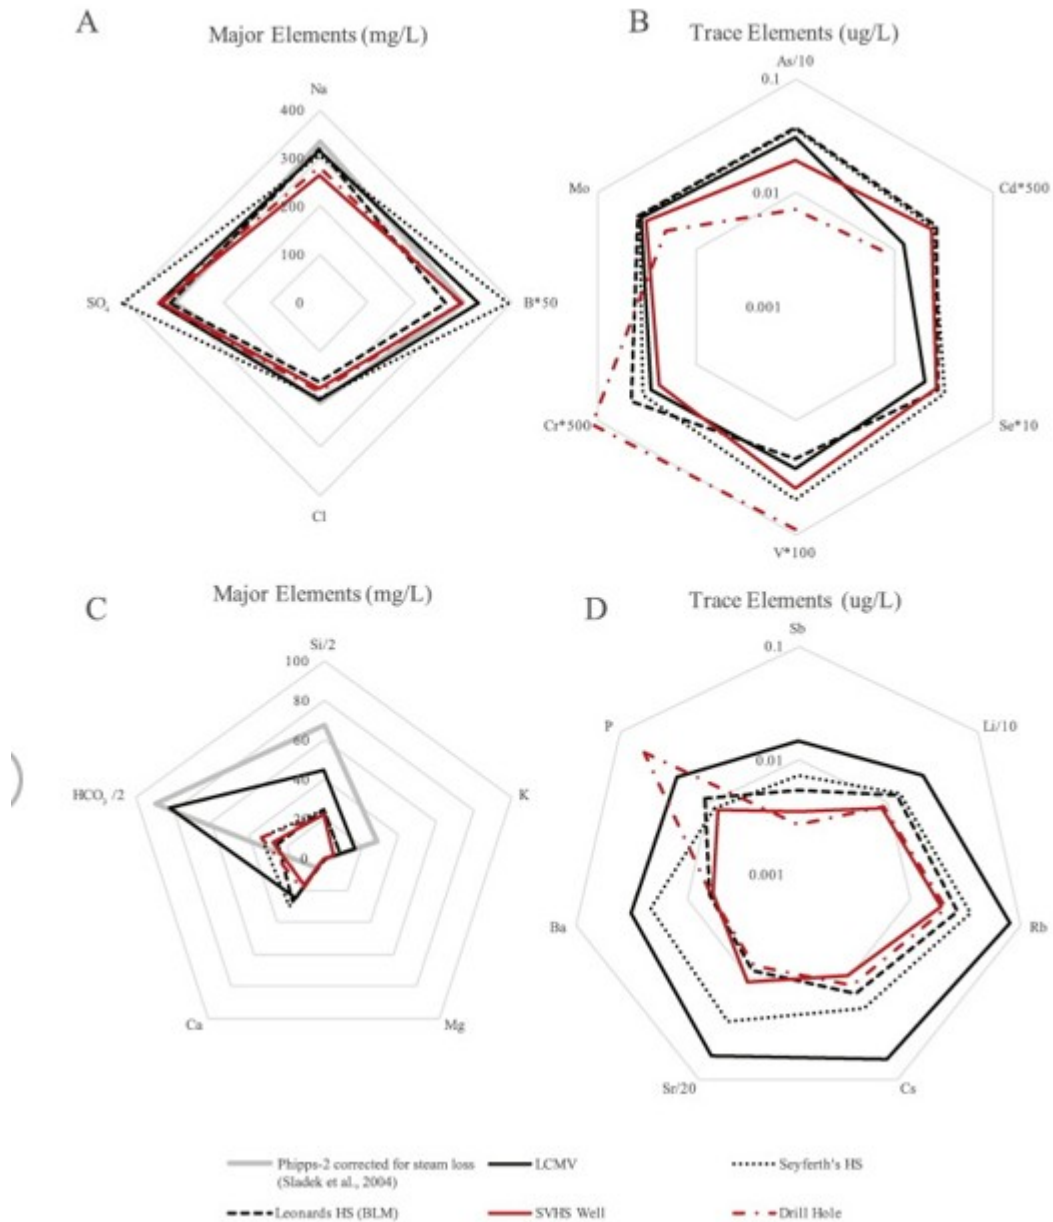 A
Major Elements (mg/L)
Na
400
300
200
100
0
SO4
B*50
Cl
B
Trace Elements (ug/L)
As/10
0.1
Mo
Cd*500
0.01
0.001
Cr*500
Se*10
V*100
C
Major Elements (mg/L)
Si/2
100
80
60
40
20
0
HCO3 /2
K
Ca
Mg
D
Trace Elements (ug/L)
Sb
0.1
P
Li/10
0.01
0.001
Ba
Rb
Sr/20
Cs
Phipps-2 corrected for steam loss
(Sladek et al., 2004)
LCMV
Seyferth's HS
Leonards HS (BLM)
SVHS Well
Drill Hole